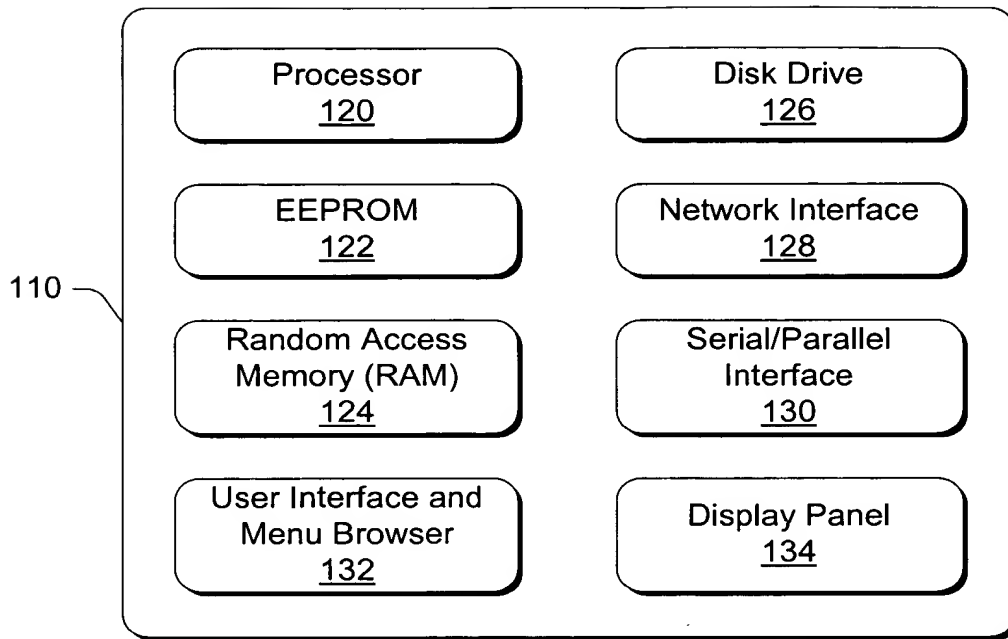 Processor
120
Disk Drive
126
EEPROM
122
Network Interface
128
110
Random Access
Memory (RAM)
124
Serial/Parallel
Interface
130
User Interface and
Menu Browser
132
Display Panel
134